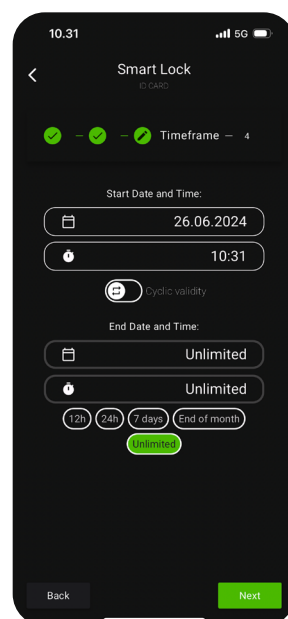 10.31 5G
Smart Lock
ID CARD
Timeframe – 4
Start Date and Time:
26.06.2024
10:31
Cyclic validity
End Date and Time:
Unlimited
Unlimited
12h 24h 7 days End of month
Unlimited
Back Next